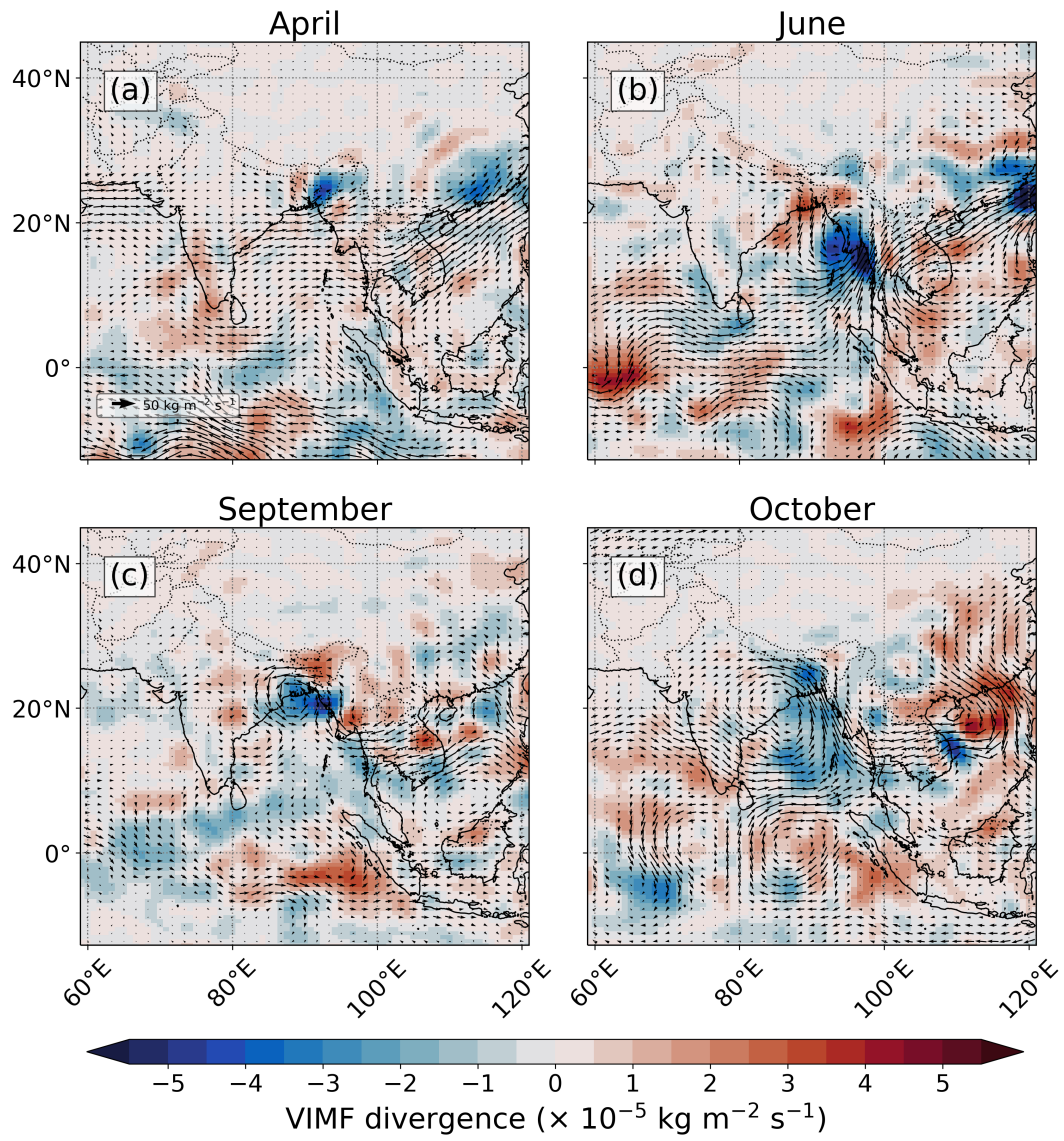 April
June
(a)
(b)
40°N
20°N
0°
50 kg m⁻² s⁻¹
September
October
(c)
(d)
40°N
20°N
0°
60°E
80°E
100°E
120°E
60°E
80°E
100°E
120°E
−5
−4
−3
−2
−1
0
1
2
3
4
5
VIMF divergence (× 10⁻⁵ kg m⁻² s⁻¹)